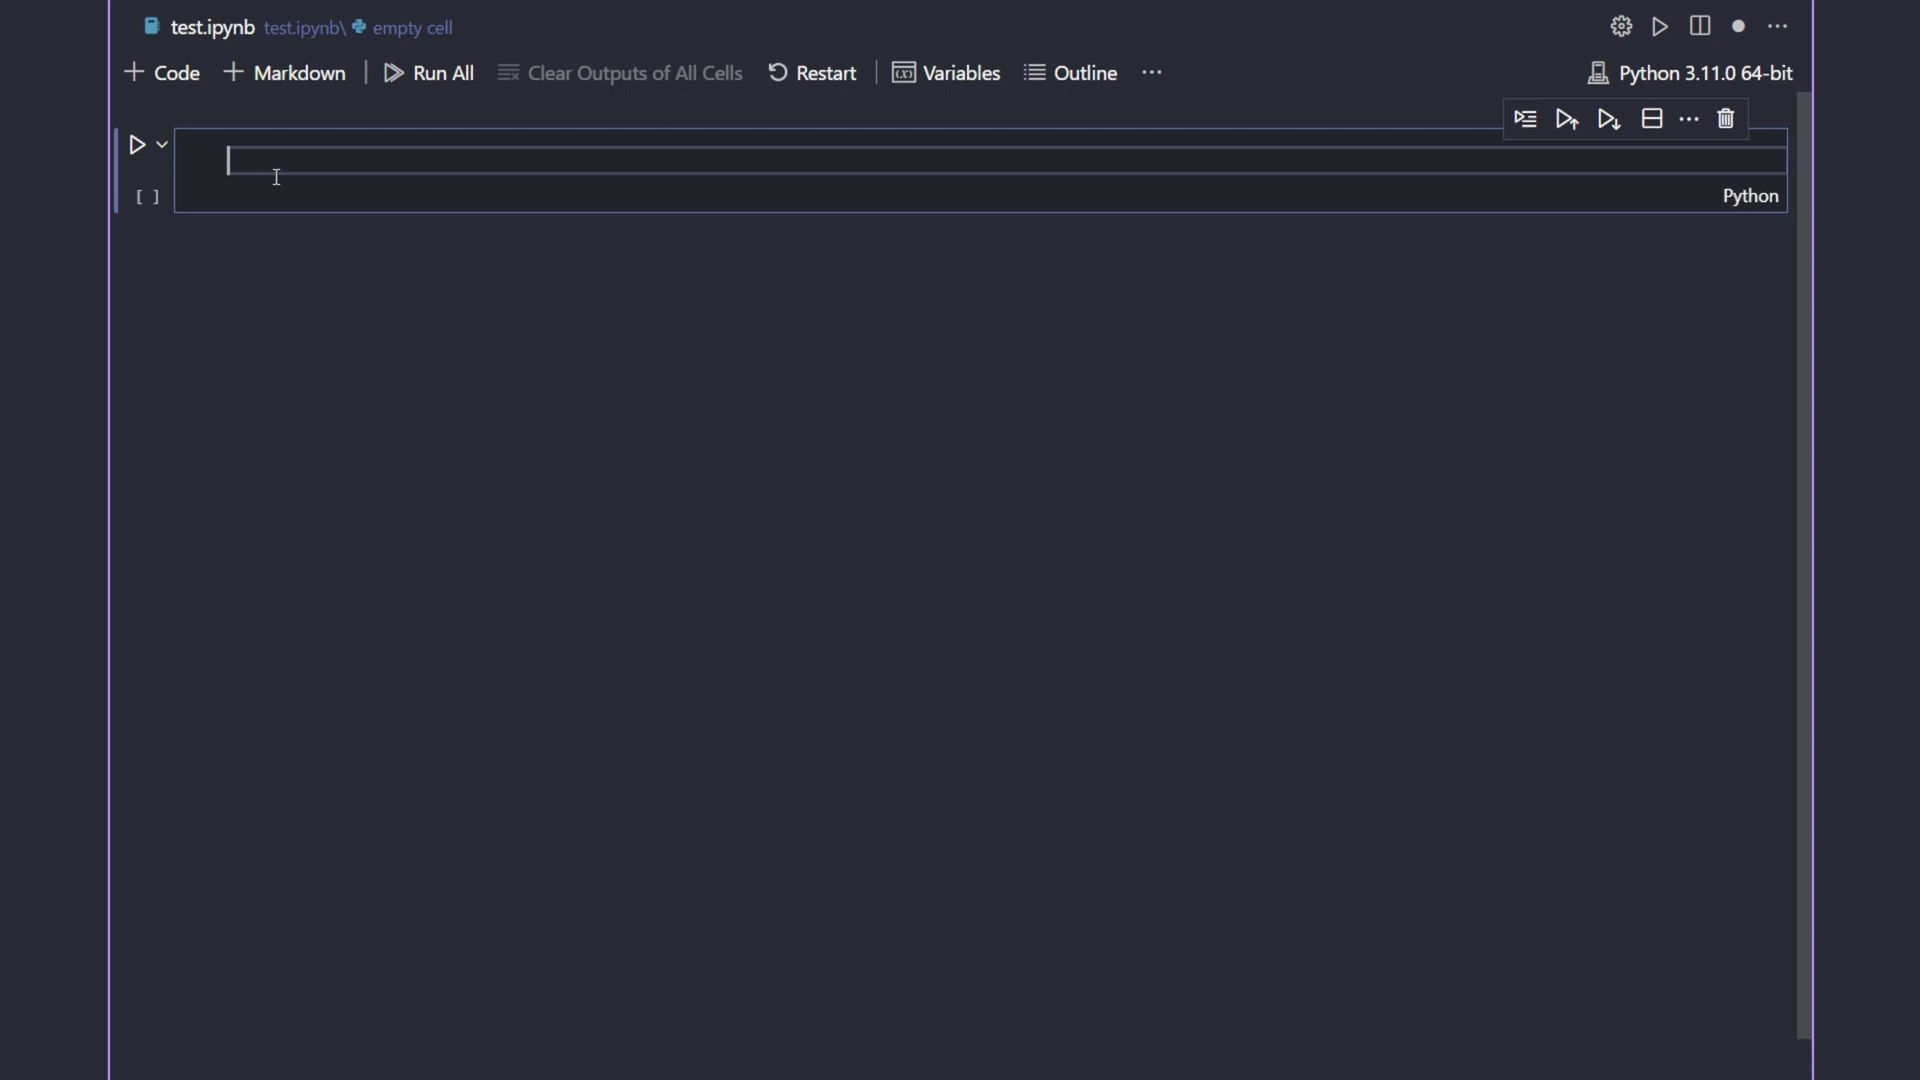 test.ipynb test.ipynb\ empty cell
Code Markdown | Run All Clear Outputs of All Cells Restart | Variables Outline ... Python 3.11.0 64-bit
[ ]
Python